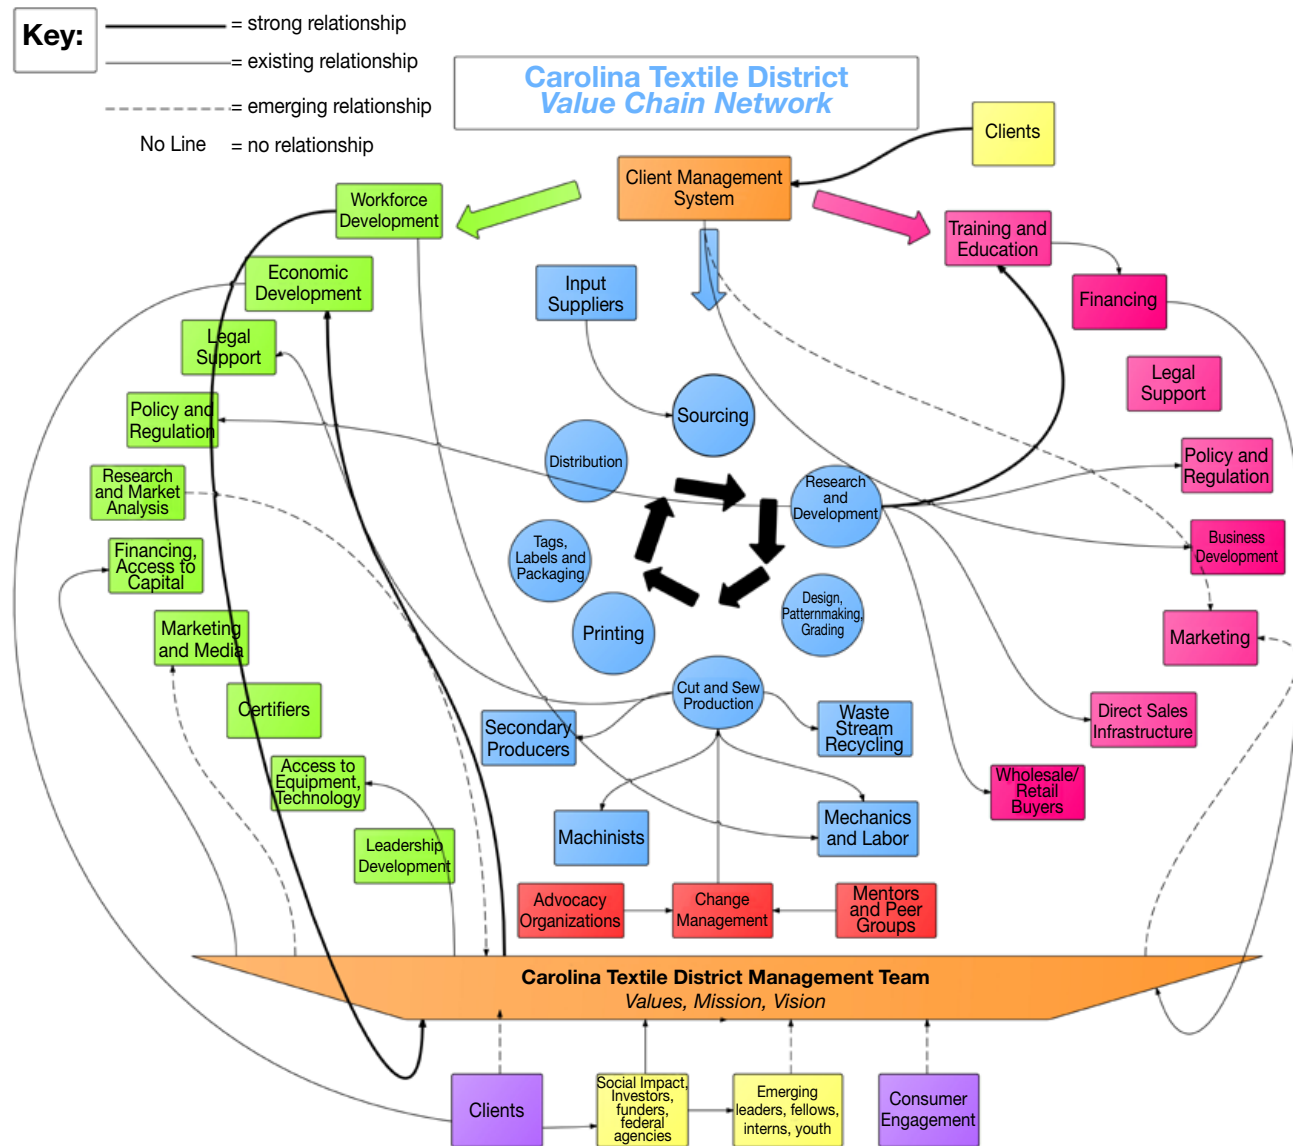 Key:
= strong relationship
= existing relationship
= emerging relationship
No Line = no relationship
Carolina Textile District
Value Chain Network
Clients
Client Management
System
Workforce
Development
Training and
Education
Economic
Development
Input
Suppliers
Financing
Legal
Support
Legal
Support
Sourcing
Policy and
Regulation
Distribution
Policy and
Regulation
Research
and Market
Analysis
Research
and
Development
Financing,
Access to
Capital
Tags,
Labels and
Packaging
Business
Development
Design,
Patternmaking,
Grading
Marketing
and Media
Printing
Marketing
Certifiers
Cut and Sew
Production
Secondary
Producers
Waste
Stream
Recycling
Direct Sales
Infrastructure
Access to
Equipment,
Technology
Wholesale/
Retail
Buyers
Machinists
Mechanics
and Labor
Leadership
Development
Advocacy
Organizations
Change
Management
Mentors
and Peer
Groups
Carolina Textile District Management Team
Values, Mission, Vision
Clients
Social Impact,
Investors,
funders,
federal
agencies
Emerging
leaders, fellows,
interns, youth
Consumer
Engagement